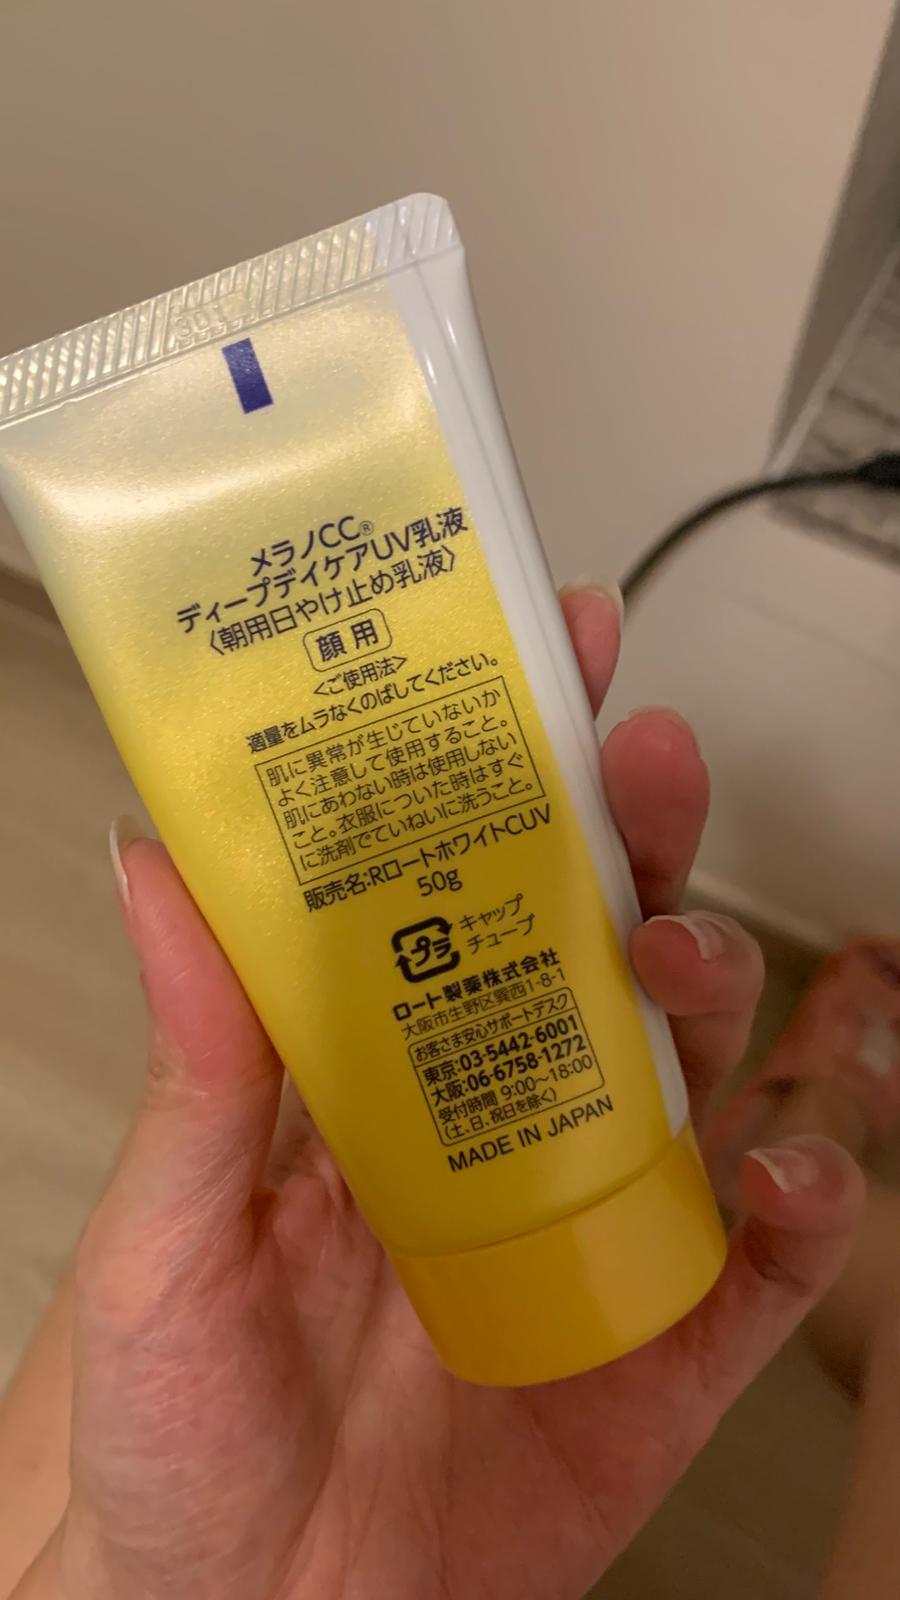 メラノCC®
ディープデイケアUV乳液
〈朝用日やけ止め乳液〉
顔用
<ご使用法>
適量をムラなくのばしてください。
肌に異常が生じていないか
よく注意して使用すること。
肌にあわない時は使用しない
こと。衣服についた時はすぐ
に洗剤でていねいに洗うこと。
販売名:RロートホワイトCUV
50g
プラ
キャップ
チューブ
ロート製薬株式会社
大阪市生野区巽西1-8-1
お客さま安心サポートデスク
東京:03-5442-6001
大阪:06-6758-1272
受付時間 9:00〜18:00
(土、日、祝日を除く)
MADE IN JAPAN